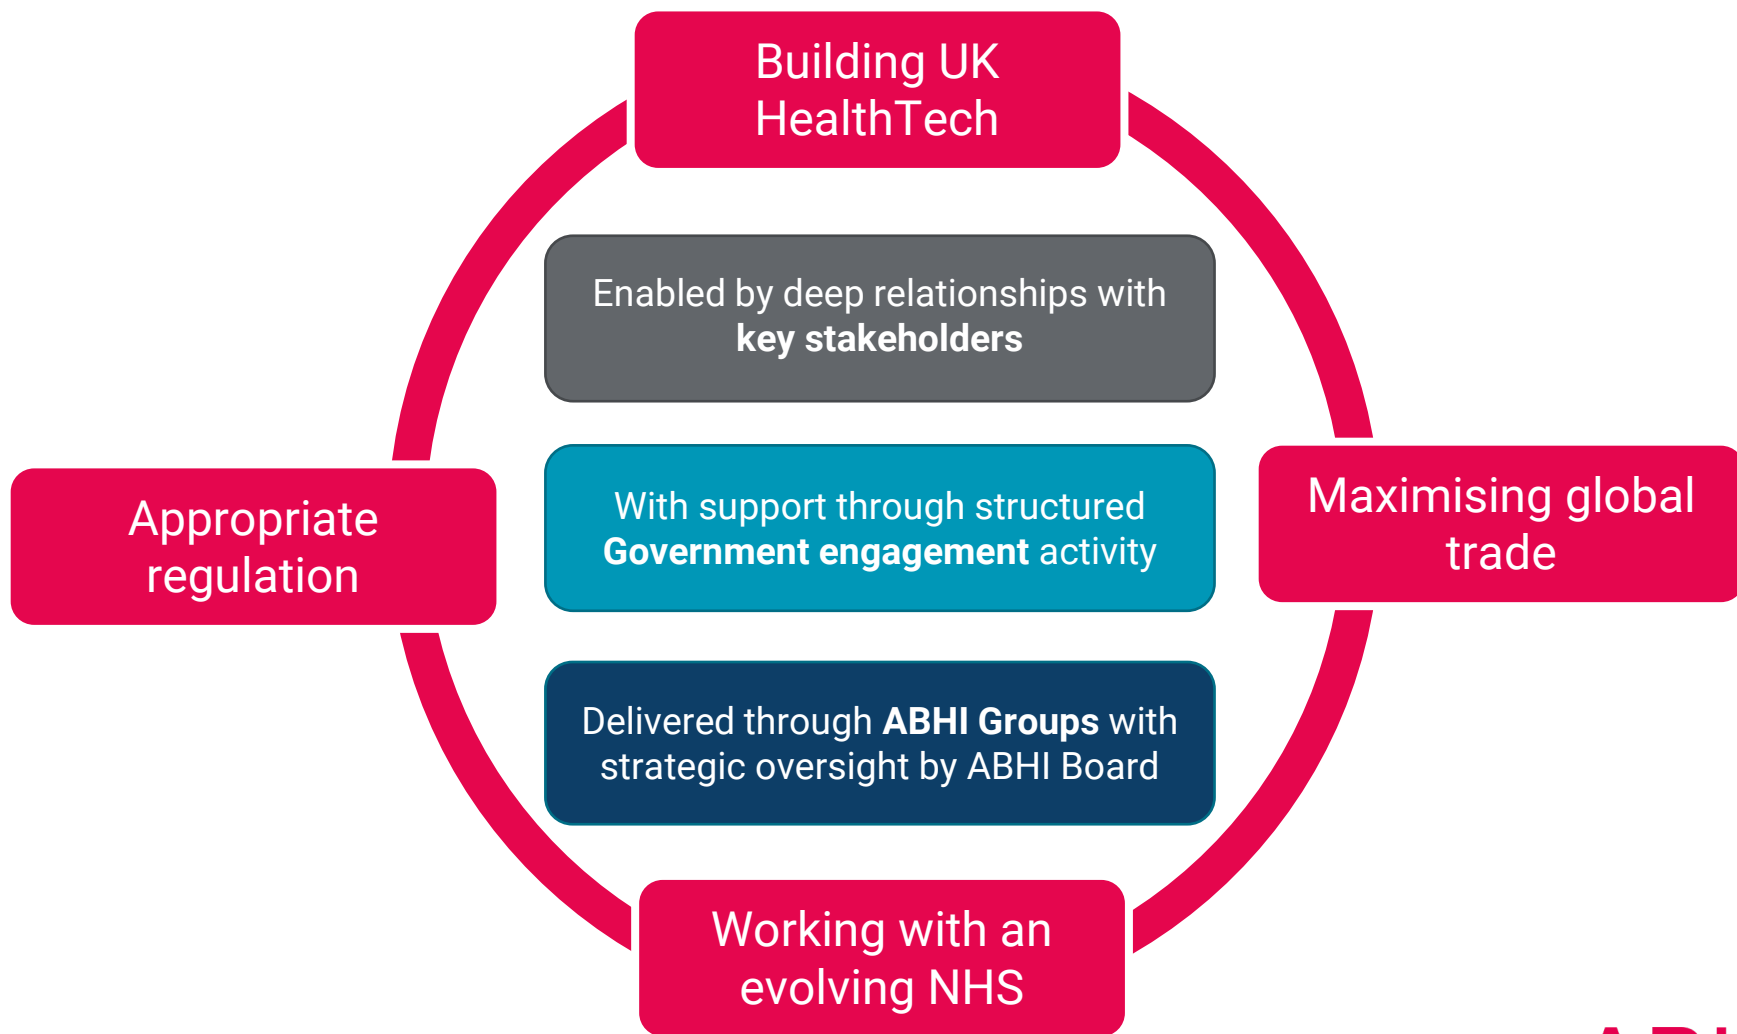 Building UK
HealthTech
Enabled by deep relationships with
key stakeholders
With support through structured
Government engagement activity
Appropriate
regulation
Maximising global
trade
Delivered through ABHI Groups with
strategic oversight by ABHI Board
Working with an
evolving NHS